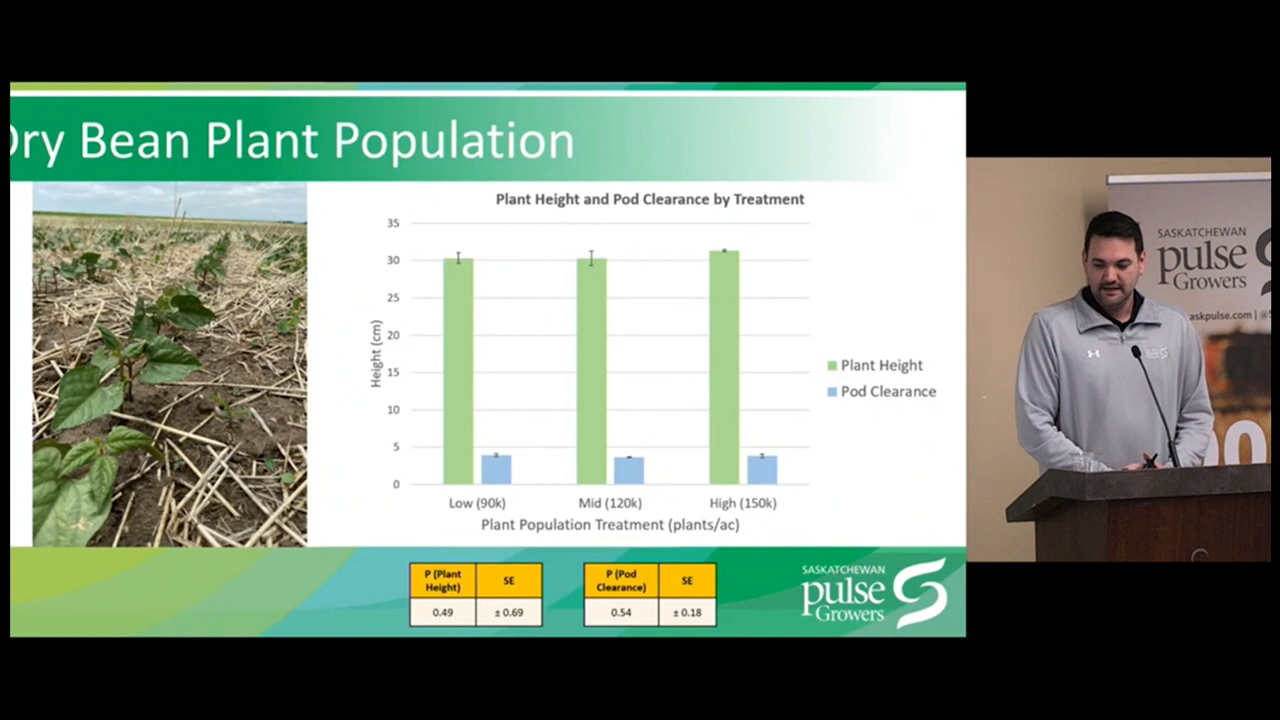 Dry Bean Plant Population
Plant Height and Pod Clearance by Treatment
35
30
25
20
15
10
5
0
Height (cm)
Low (90k)
Mid (120k)
High (150k)
Plant Population Treatment (plants/ac)
Plant Height
Pod Clearance
P (Plant
Height)
SE
0.49
± 0.69
P (Pod
Clearance)
SE
0.54
± 0.18
SASKATCHEWAN
pulse
Growers
SASKATCHEWAN
pulse
Growers
askpulse.com | @S